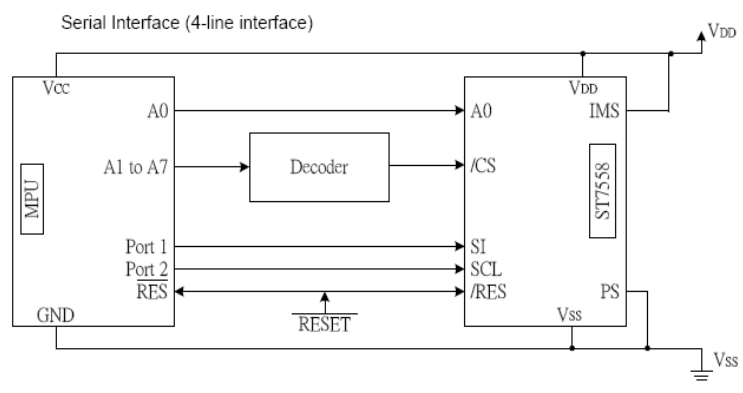 Serial Interface (4-line interface)
VDD
Vcc
VDD
A0
A0
IMS
A1 to A7
Decoder
/CS
MPU
ST7558
Port 1
SI
Port 2
SCL
RES
/RES
PS
RESET
GND
Vss
Vss